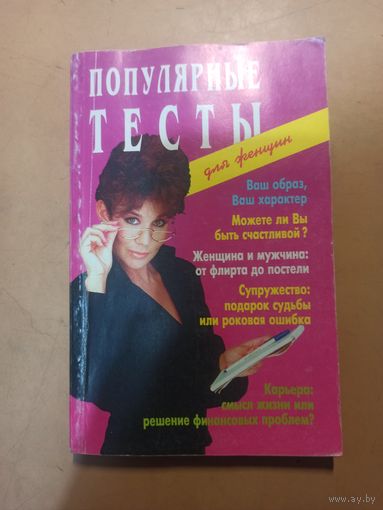 ПОПУЛЯРНЫЕ
ТЕСТЫ
для женщин
Ваш образ,
Ваш характер
Можете ли Вы
быть счастливой?
Женщина и мужчина:
от флирта до постели
Супружество:
подарок судьбы
или роковая ошибка
Карьера:
смысл жизни или
решение финансовых проблем?
www.ay.by